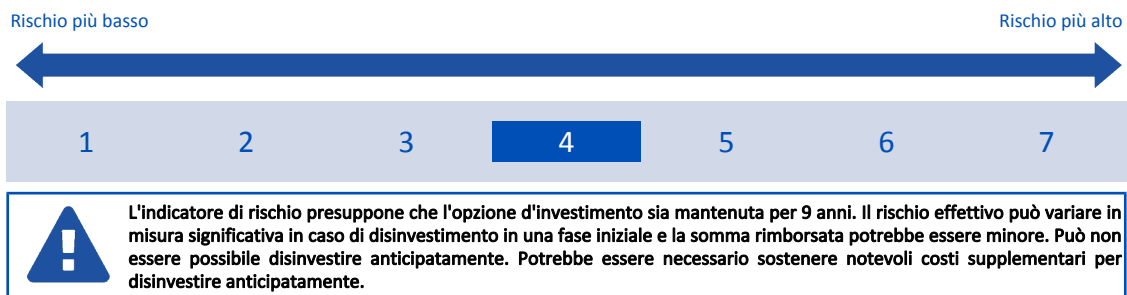 Rischio più basso Rischio più alto
1 2 3 4 5 6 7
L'indicatore di rischio presuppone che l'opzione d'investimento sia mantenuta per 9 anni. Il rischio effettivo può variare in
misura significativa in caso di disinvestimento in una fase iniziale e la somma rimborsata potrebbe essere minore. Può non
essere possibile disinvestire anticipatamente. Potrebbe essere necessario sostenere notevoli costi supplementari per
disinvestire anticipatamente.